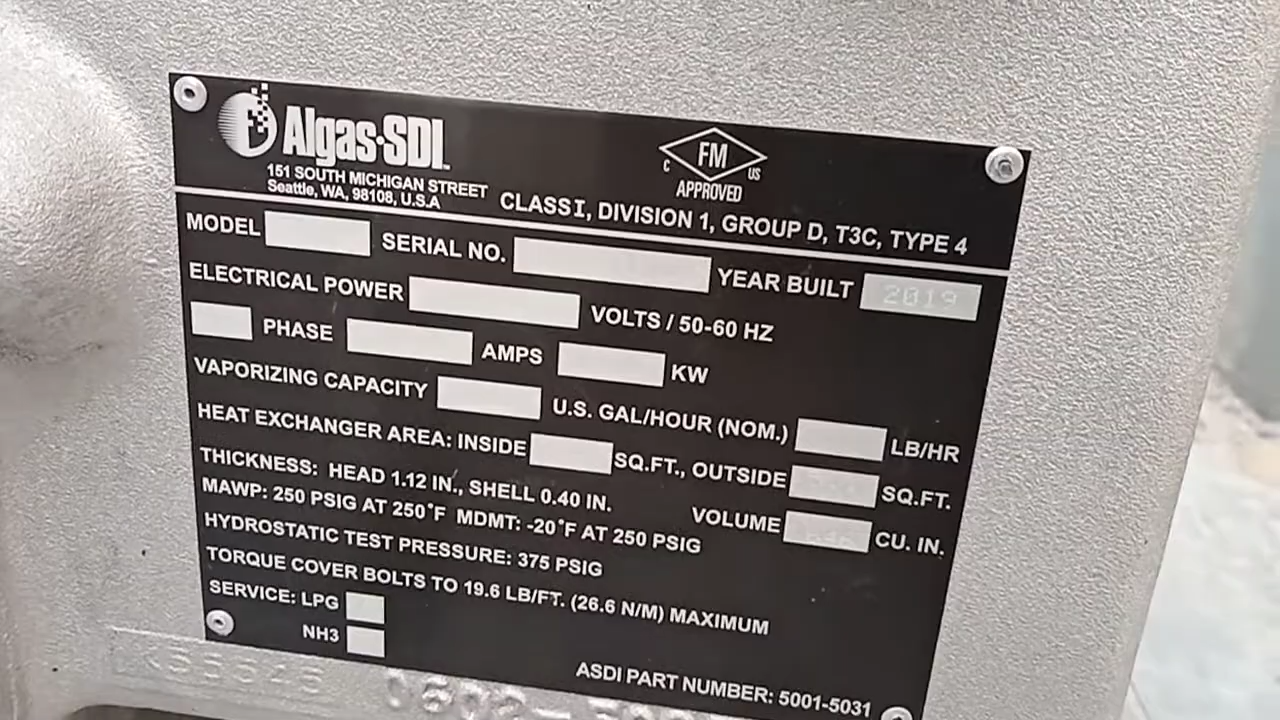 Algas·SDI
151 SOUTH MICHIGAN STREET
Seattle, WA, 98108, U.S.A
C FM US
APPROVED
CLASS I, DIVISION 1, GROUP D, T3C, TYPE 4
MODEL SERIAL NO. YEAR BUILT 2019
ELECTRICAL POWER VOLTS / 50-60 HZ
PHASE AMPS KW
VAPORIZING CAPACITY U.S. GAL/HOUR (NOM.) LB/HR
HEAT EXCHANGER AREA: INSIDE SQ.FT., OUTSIDE SQ.FT.
THICKNESS: HEAD 1.12 IN., SHELL 0.40 IN. VOLUME CU. IN.
MAWP: 250 PSIG AT 250°F MDMT: -20°F AT 250 PSIG
HYDROSTATIC TEST PRESSURE: 375 PSIG
TORQUE COVER BOLTS TO 19.6 LB/FT. (26.6 N/M) MAXIMUM
SERVICE: LPG
NH3
ASDI PART NUMBER: 5001-5031